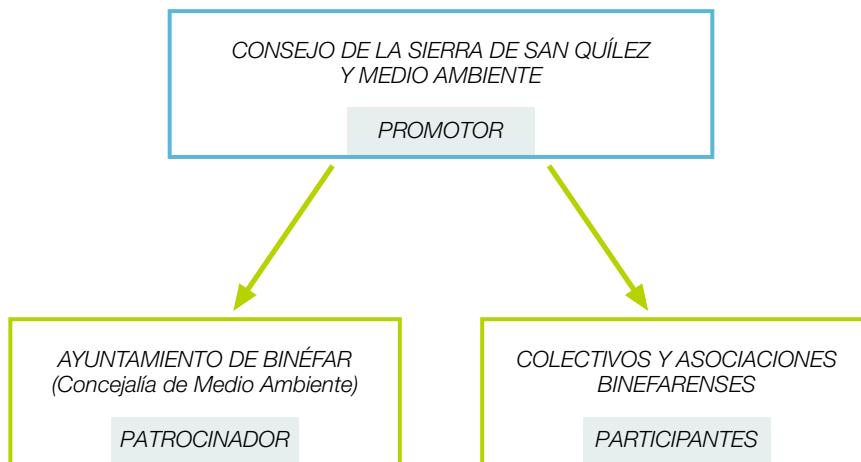 CONSEJO DE LA SIERRA DE SAN QUÍLEZ
Y MEDIO AMBIENTE
PROMOTOR
AYUNTAMIENTO DE BINÉFAR
(Concejalía de Medio Ambiente)
PATROCINADOR
COLECTIVOS Y ASOCIACIONES
BINEFARENSES
PARTICIPANTES